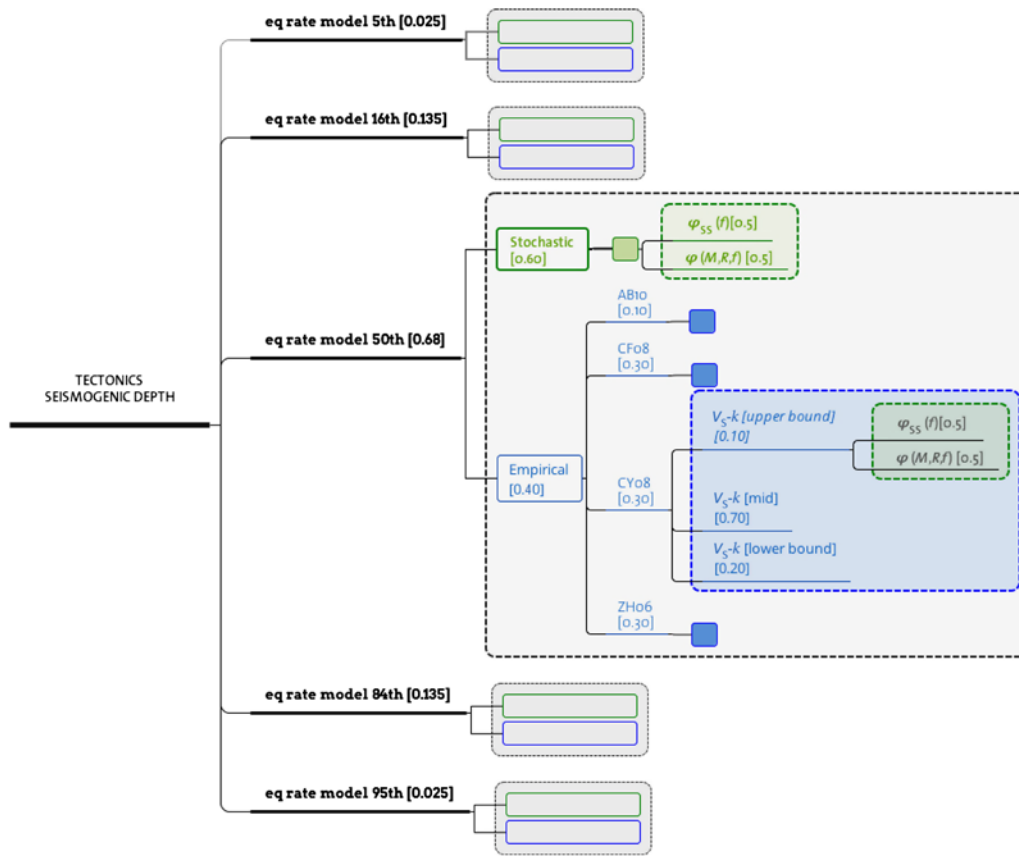 eq rate model 5th [0.025]
eq rate model 16th [0.135]
Stochastic
[0.60]
φSS (f)[0.5]
φ (M,R,f) [0.5]
eq rate model 50th [0.68]
TECTONICS
SEISMOGENIC DEPTH
Empirical
[0.40]
AB10
[0.10]
CF08
[0.30]
CY08
[0.30]
VS-k [upper bound]
[0.10]
φSS (f)[0.5]
φ (M,R,f) [0.5]
VS-k [mid]
[0.70]
VS-k [lower bound]
[0.20]
ZH06
[0.30]
eq rate model 84th [0.135]
eq rate model 95th [0.025]